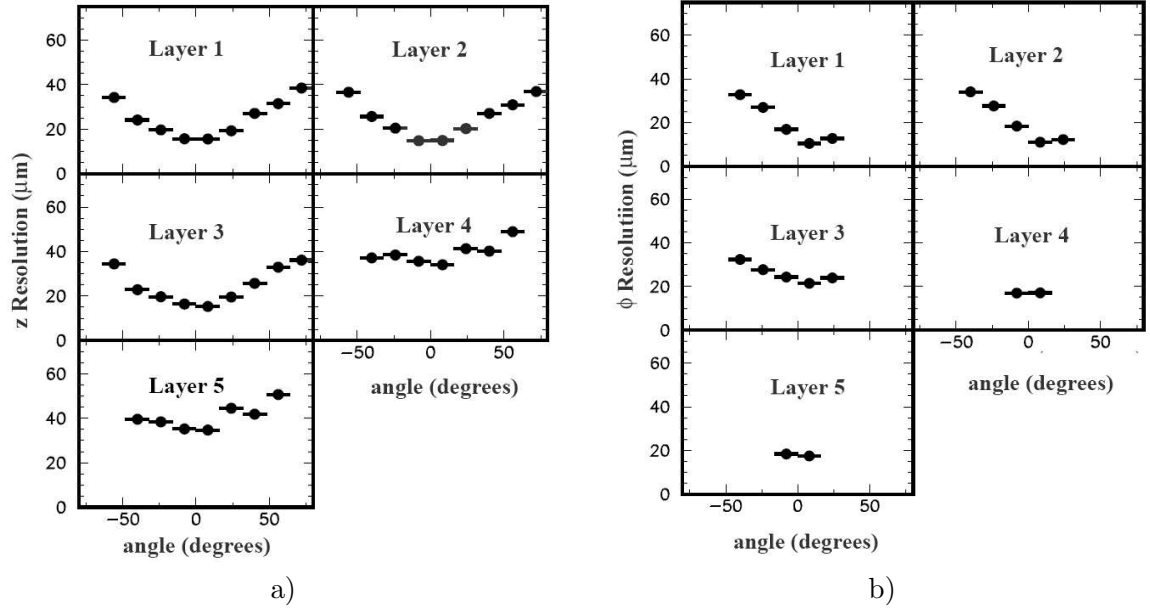 z Resolution (μm)
60
Layer 1
Layer 2
40
20
0
60
Layer 3
Layer 4
40
20
0
−50
0
50
60
Layer 5
angle (degrees)
40
20
0
−50
0
50
angle (degrees)
a)
ϕ Resolutiion (μm)
60
Layer 1
Layer 2
40
20
0
60
Layer 3
Layer 4
40
20
0
−50
0
50
60
Layer 5
angle (degrees)
40
20
0
−50
0
50
angle (degrees)
b)